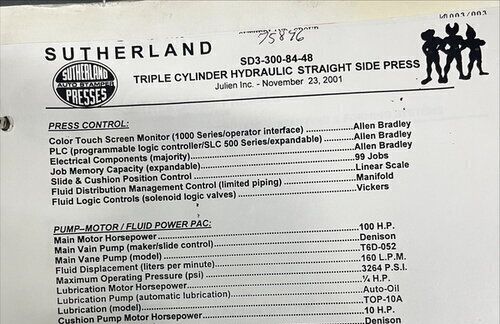 75896
SUTHERLAND
SUTHERLAND
AUTO STAMPER
PRESSES
SD3-300-84-48
TRIPLE CYLINDER HYDRAULIC STRAIGHT SIDE PRESS
Julien Inc. - November 23, 2001
PRESS CONTROL:
Color Touch Screen Monitor (1000 Series/operator interface) ................Allen Bradley
PLC (programmable logic controller/SLC 500 Series/expandable) ..........Allen Bradley
Electrical Components (majority)................................Allen Bradley
Job Memory Capacity (expandable)................................99 Jobs
Slide & Cushion Position Control ................................Linear Scale
Fluid Distribution Management Control (limited piping) ................Manifold
Fluid Logic Controls (solenoid logic valves) ................Vickers
PUMP–MOTOR / FLUID POWER PAC:
Main Motor Horsepower................................100 H.P.
Main Vain Pump (maker/slide control)................................Denison
Main Vane Pump (model)................................T6D-052
Fluid Displacement (liters per minute)................................160 L.P.M.
Maximum Operating Pressure (psi) ................................3264 P.S.I.
Lubrication Motor Horsepower................................¼ H.P.
Lubrication Pump (automatic lubrication)................................Auto-Oil
Lubrication (model)................................TOP-10A
Cushion Pump Motor Horsepower................................10 H.P.
Denison